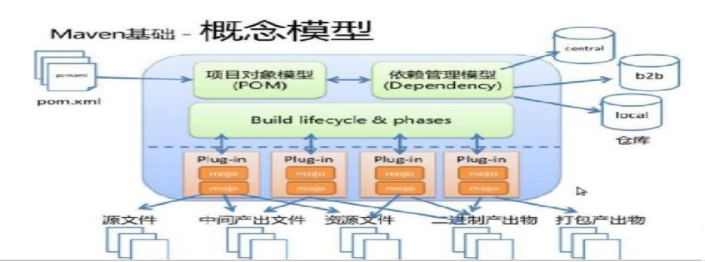 Maven基础 - 概念模型
central
pom.xml
项目对象模型
(POM)
依赖管理模型
(Dependency)
b2b
pom.xml
local
Build lifecycle & phases
仓库
Plug-in
Plug-in
Plug-in
Plug-in
mojo
mojo
mojo
mojo
mojo
mojo
mojo
mojo
源文件
中间产出文件
资源文件
二进制产出物
打包产出物